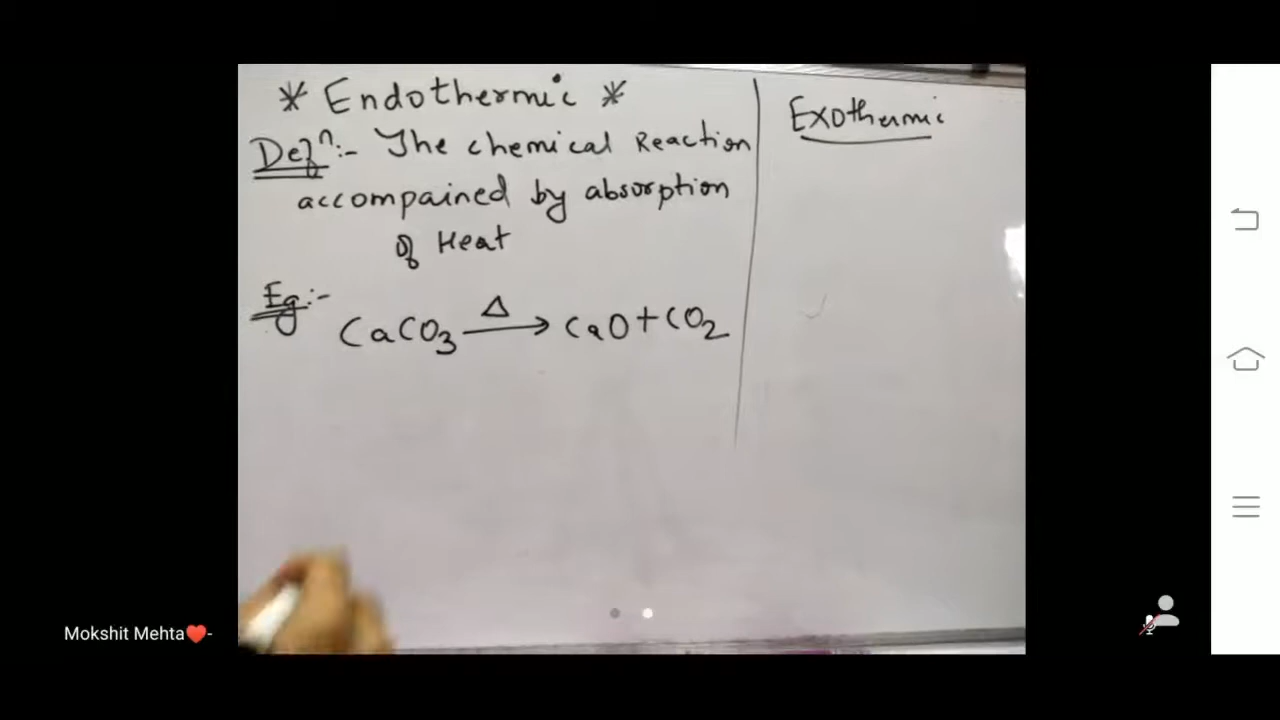 * Endothermic *
Defⁿ:- The chemical Reaction
accompained by absorption
of Heat
Eg:-
CaCO₃ —Δ→ CaO + CO₂
Exothermic
Mokshit Mehta❤️-